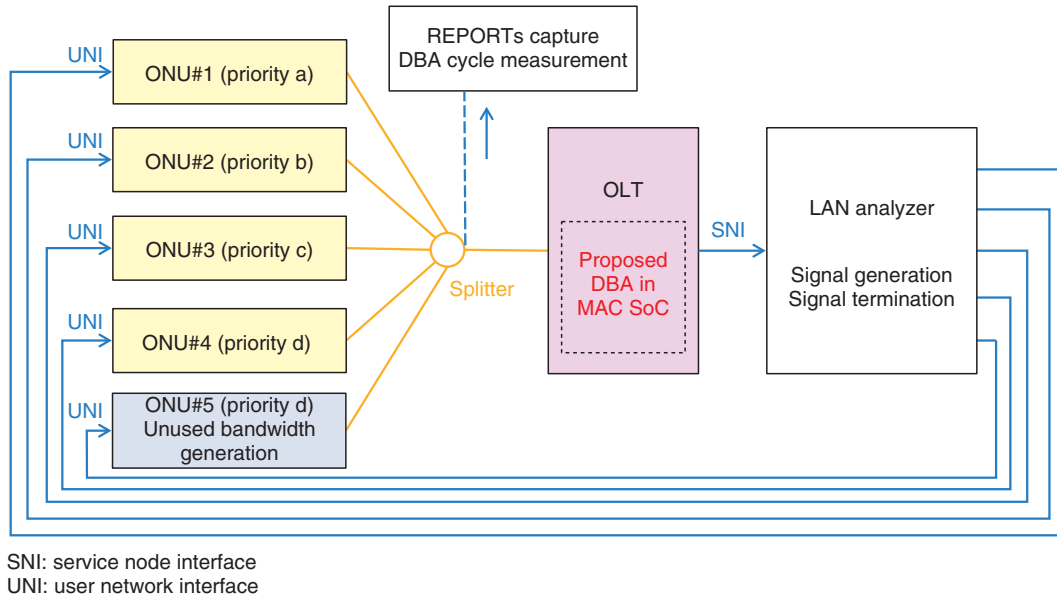 REPORTs capture
DBA cycle measurement
UNI
ONU#1 (priority a)
UNI
ONU#2 (priority b)
UNI
ONU#3 (priority c)
UNI
ONU#4 (priority d)
UNI
ONU#5 (priority d)
Unused bandwidth
generation
Splitter
OLT
Proposed
DBA in
MAC SoC
SNI
LAN analyzer
Signal generation
Signal termination
SNI: service node interface
UNI: user network interface